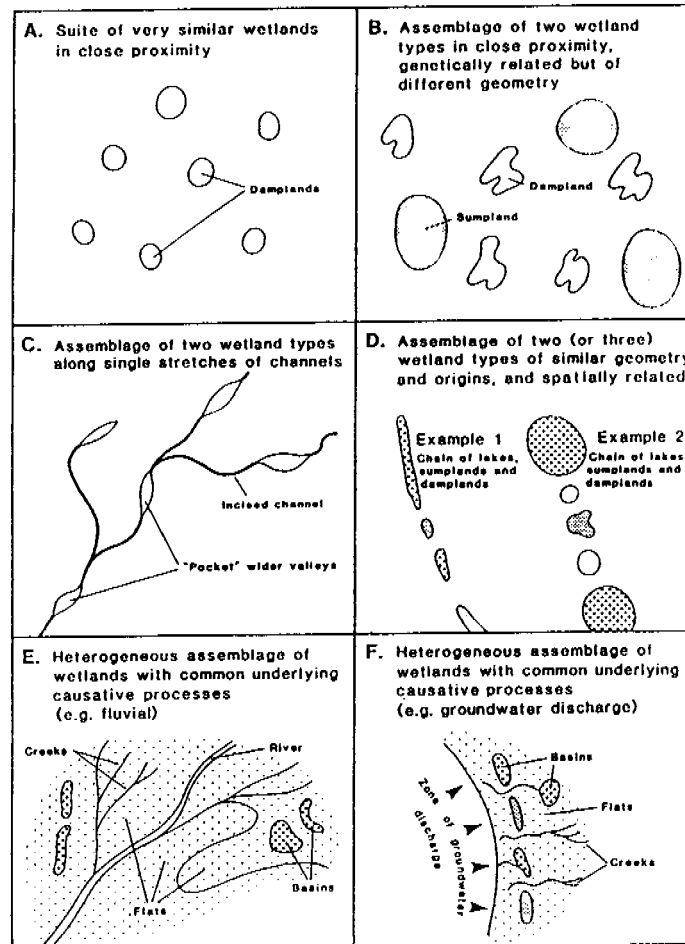 A. Suite of very similar wetlands
in close proximity
Damplands
B. Assemblage of two wetland
types in close proximity,
genetically related but of
different geometry
Dampland
Sumpland
C. Assemblage of two wetland types
along single stretches of channels
Incised channel
"Pocket" wider valleys
D. Assemblage of two (or three)
wetland types of similar geometry
and origins, and spatially related
Example 1
Chain of lakes,
sumplands and
damplands
Example 2
Chain of lakes
sumplands and
damplands
E. Heterogeneous assemblage of
wetlands with common underlying
causative processes
(e.g. fluvial)
Creeks
River
Flats
Basins
F. Heterogeneous assemblage of
wetlands with common underlying
causative processes
(e.g. groundwater discharge)
Basins
Flats
Creeks
Zone of groundwater
discharge